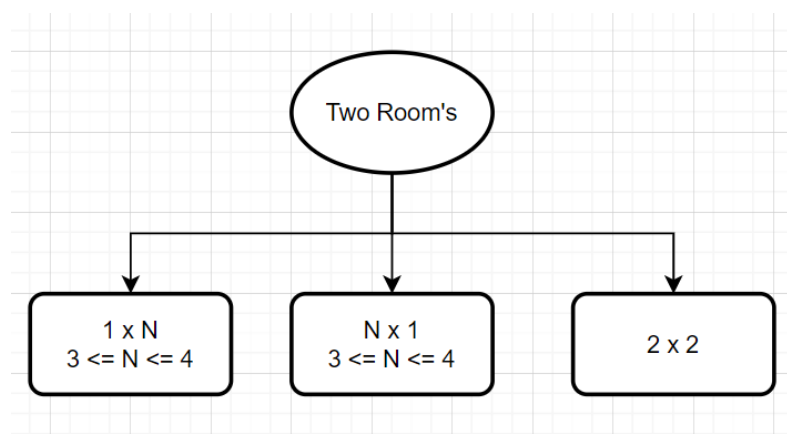 Two Room's
1 x N
3 <= N <= 4
N x 1
3 <= N <= 4
2 x 2